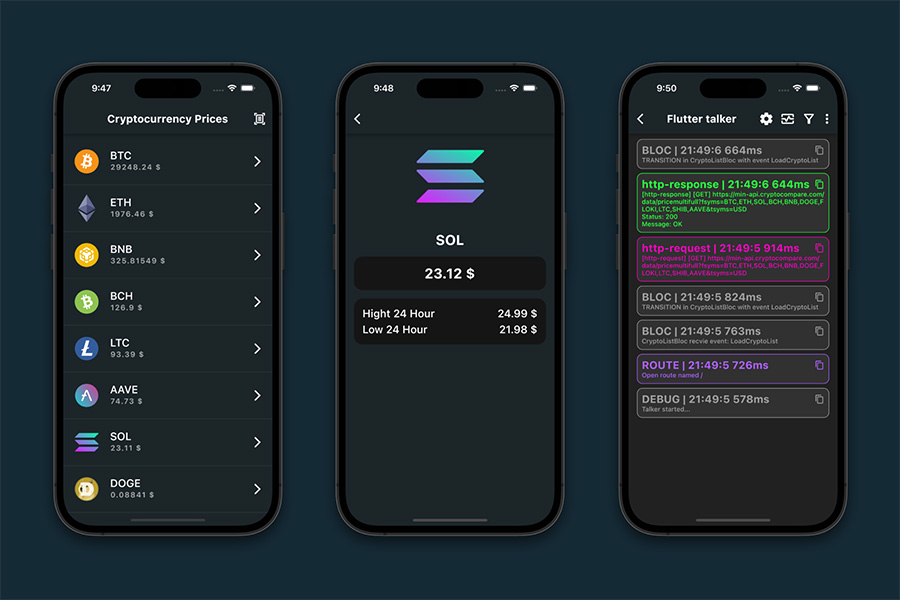 9:47
Cryptocurrency Prices
BTC
29248.24 $
ETH
1976.46 $
BNB
325.81549 $
BCH
126.9 $
LTC
93.39 $
AAVE
74.73 $
SOL
23.11 $
DOGE
0.08841 $
9:48
SOL
23.12 $
Hight 24 Hour 24.99 $
Low 24 Hour 21.98 $
9:50
Flutter talker
BLOC | 21:49:6 664ms
TRANSITION in CryptoListBloc with event LoadCryptoList
http-response | 21:49:6 644ms
[http-response] [GET] https://min-api.cryptocompare.com/
data/pricemultifull?fsyms=BTC,ETH,SOL,BCH,BNB,DOGE,F
LOKI,LTC,SHIB,AAVE&tsyms=USD
Status: 200
Message: OK
http-request | 21:49:5 914ms
[http-request] [GET] https://min-api.cryptocompare.com/
data/pricemultifull?fsyms=BTC,ETH,SOL,BCH,BNB,DOGE,F
LOKI,LTC,SHIB,AAVE&tsyms=USD
BLOC | 21:49:5 824ms
TRANSITION in CryptoListBloc with event LoadCryptoList
BLOC | 21:49:5 763ms
CryptoListBloc recvie event: LoadCryptoList
ROUTE | 21:49:5 726ms
Open route named /
DEBUG | 21:49:5 578ms
Talker started...